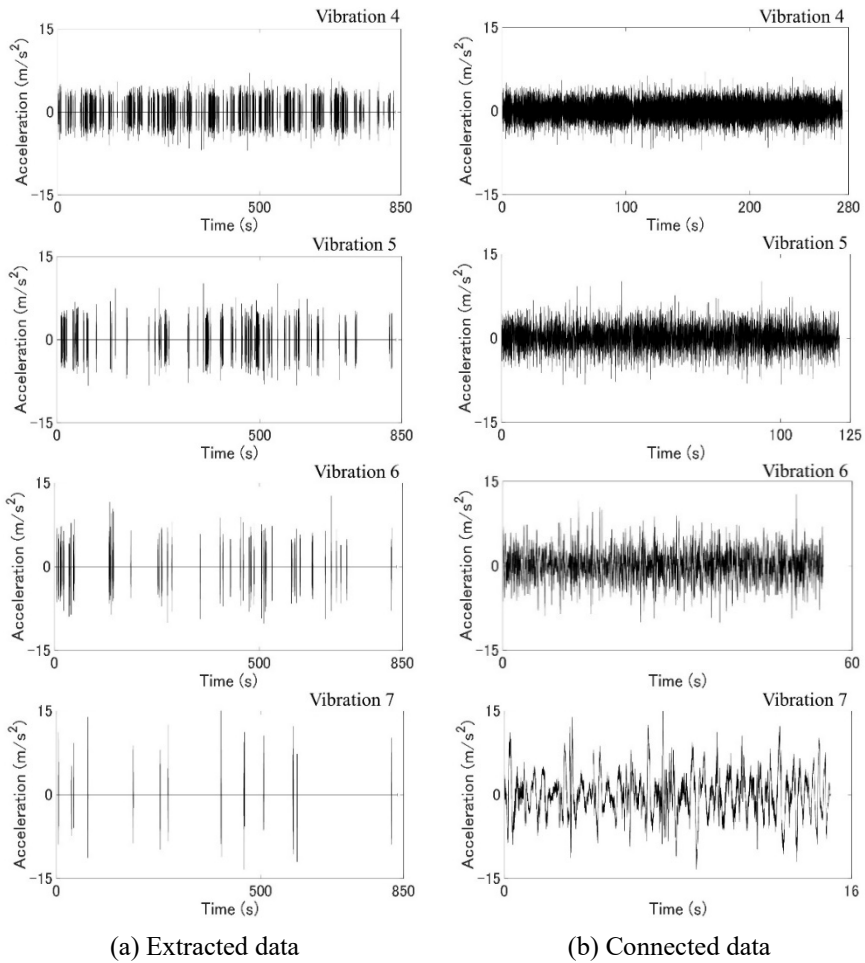 Vibration 4
Acceleration (m/s²)
15
0
−15
0
500
850
Time (s)
Vibration 4
Acceleration (m/s²)
15
0
−15
0
100
200
280
Time (s)
Vibration 5
Acceleration (m/s²)
15
0
−15
0
500
850
Time (s)
Vibration 5
Acceleration (m/s²)
15
0
−15
0
100
125
Time (s)
Vibration 6
Acceleration (m/s²)
15
0
−15
0
500
850
Time (s)
Vibration 6
Acceleration (m/s²)
15
0
−15
0
60
Time (s)
Vibration 7
Acceleration (m/s²)
15
0
−15
0
500
850
Time (s)
Vibration 7
Acceleration (m/s²)
15
0
−15
0
16
Time (s)
(a) Extracted data
(b) Connected data